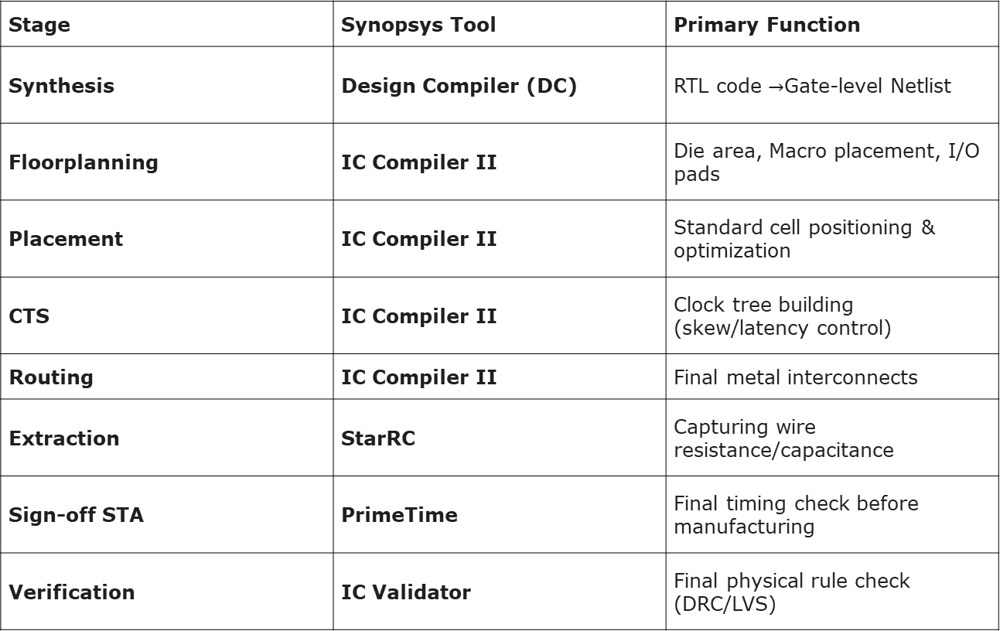 Stage Synopsys Tool Primary Function
Synthesis Design Compiler (DC) RTL code →Gate-level Netlist
Floorplanning IC Compiler II Die area, Macro placement, I/O
pads
Placement IC Compiler II Standard cell positioning &
optimization
CTS IC Compiler II Clock tree building
(skew/latency control)
Routing IC Compiler II Final metal interconnects
Extraction StarRC Capturing wire
resistance/capacitance
Sign-off STA PrimeTime Final timing check before
manufacturing
Verification IC Validator Final physical rule check
(DRC/LVS)